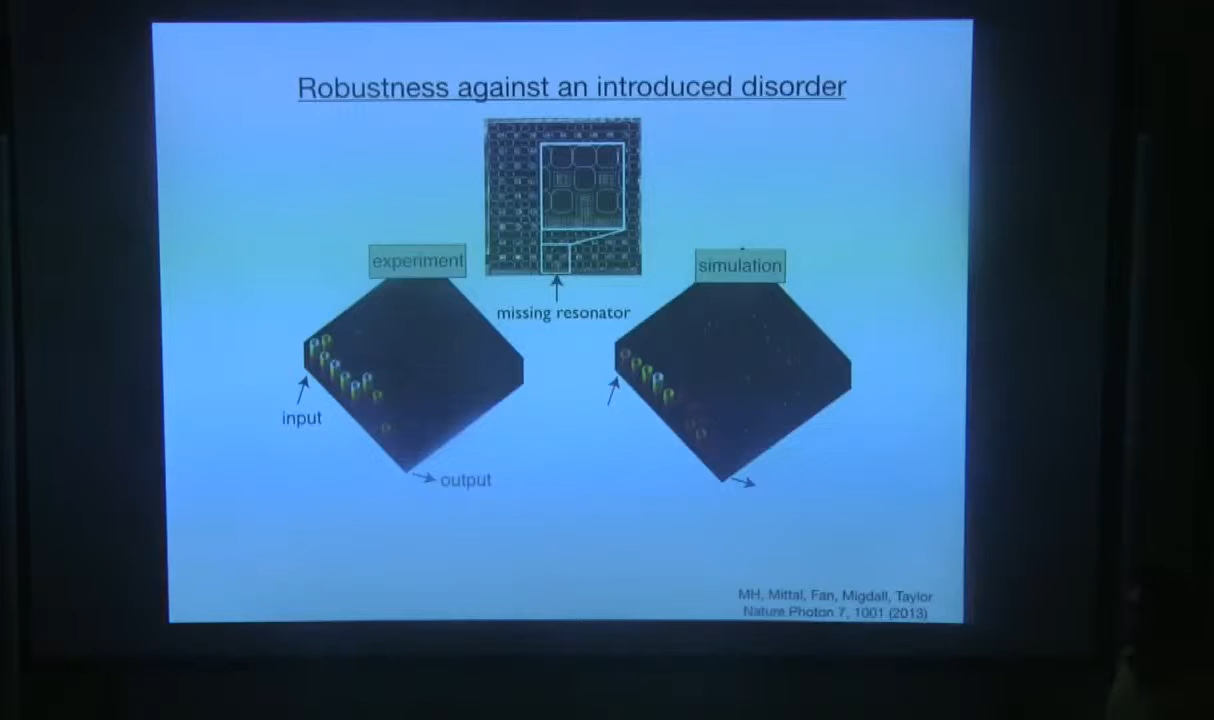 Robustness against an introduced disorder
experiment
simulation
missing resonator
input
output
MH, Mittal, Fan, Migdall, Taylor
Nature Photon 7, 1001 (2013)